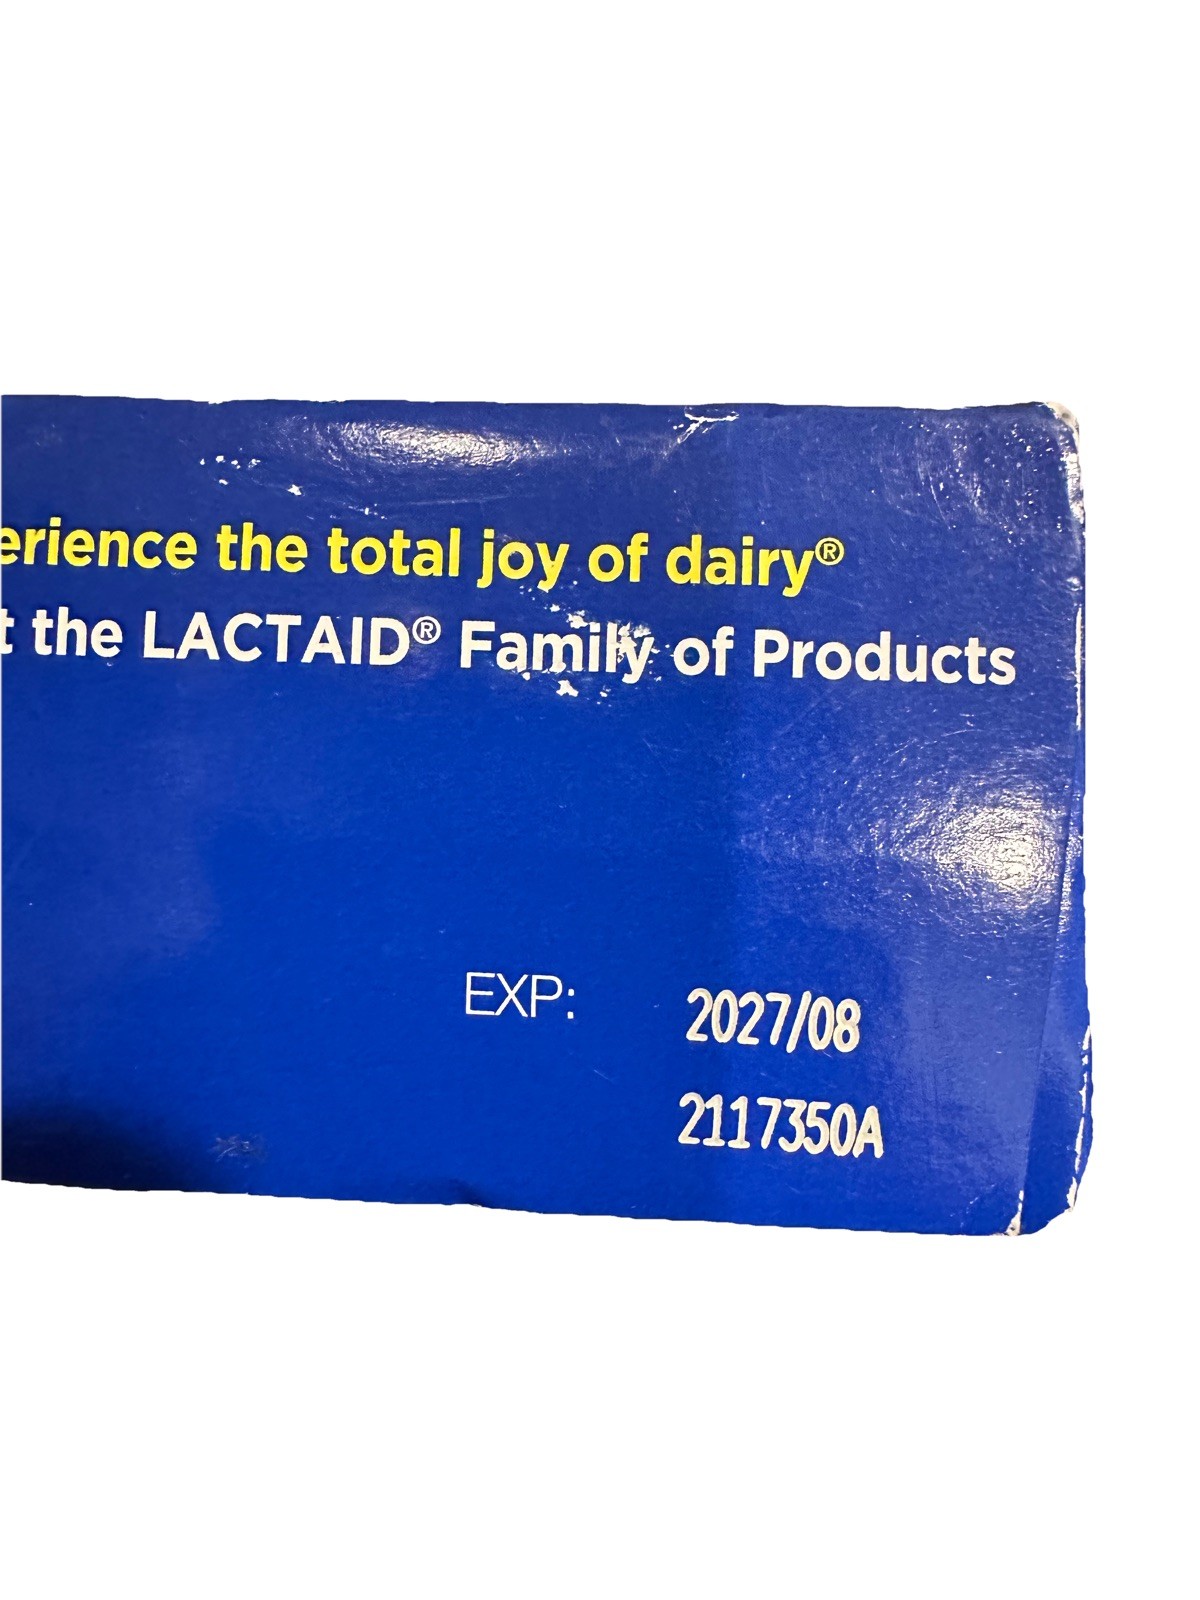 erience the total joy of dairy®
t the LACTAID® Family of Products
EXP: 2027/08
2117350A